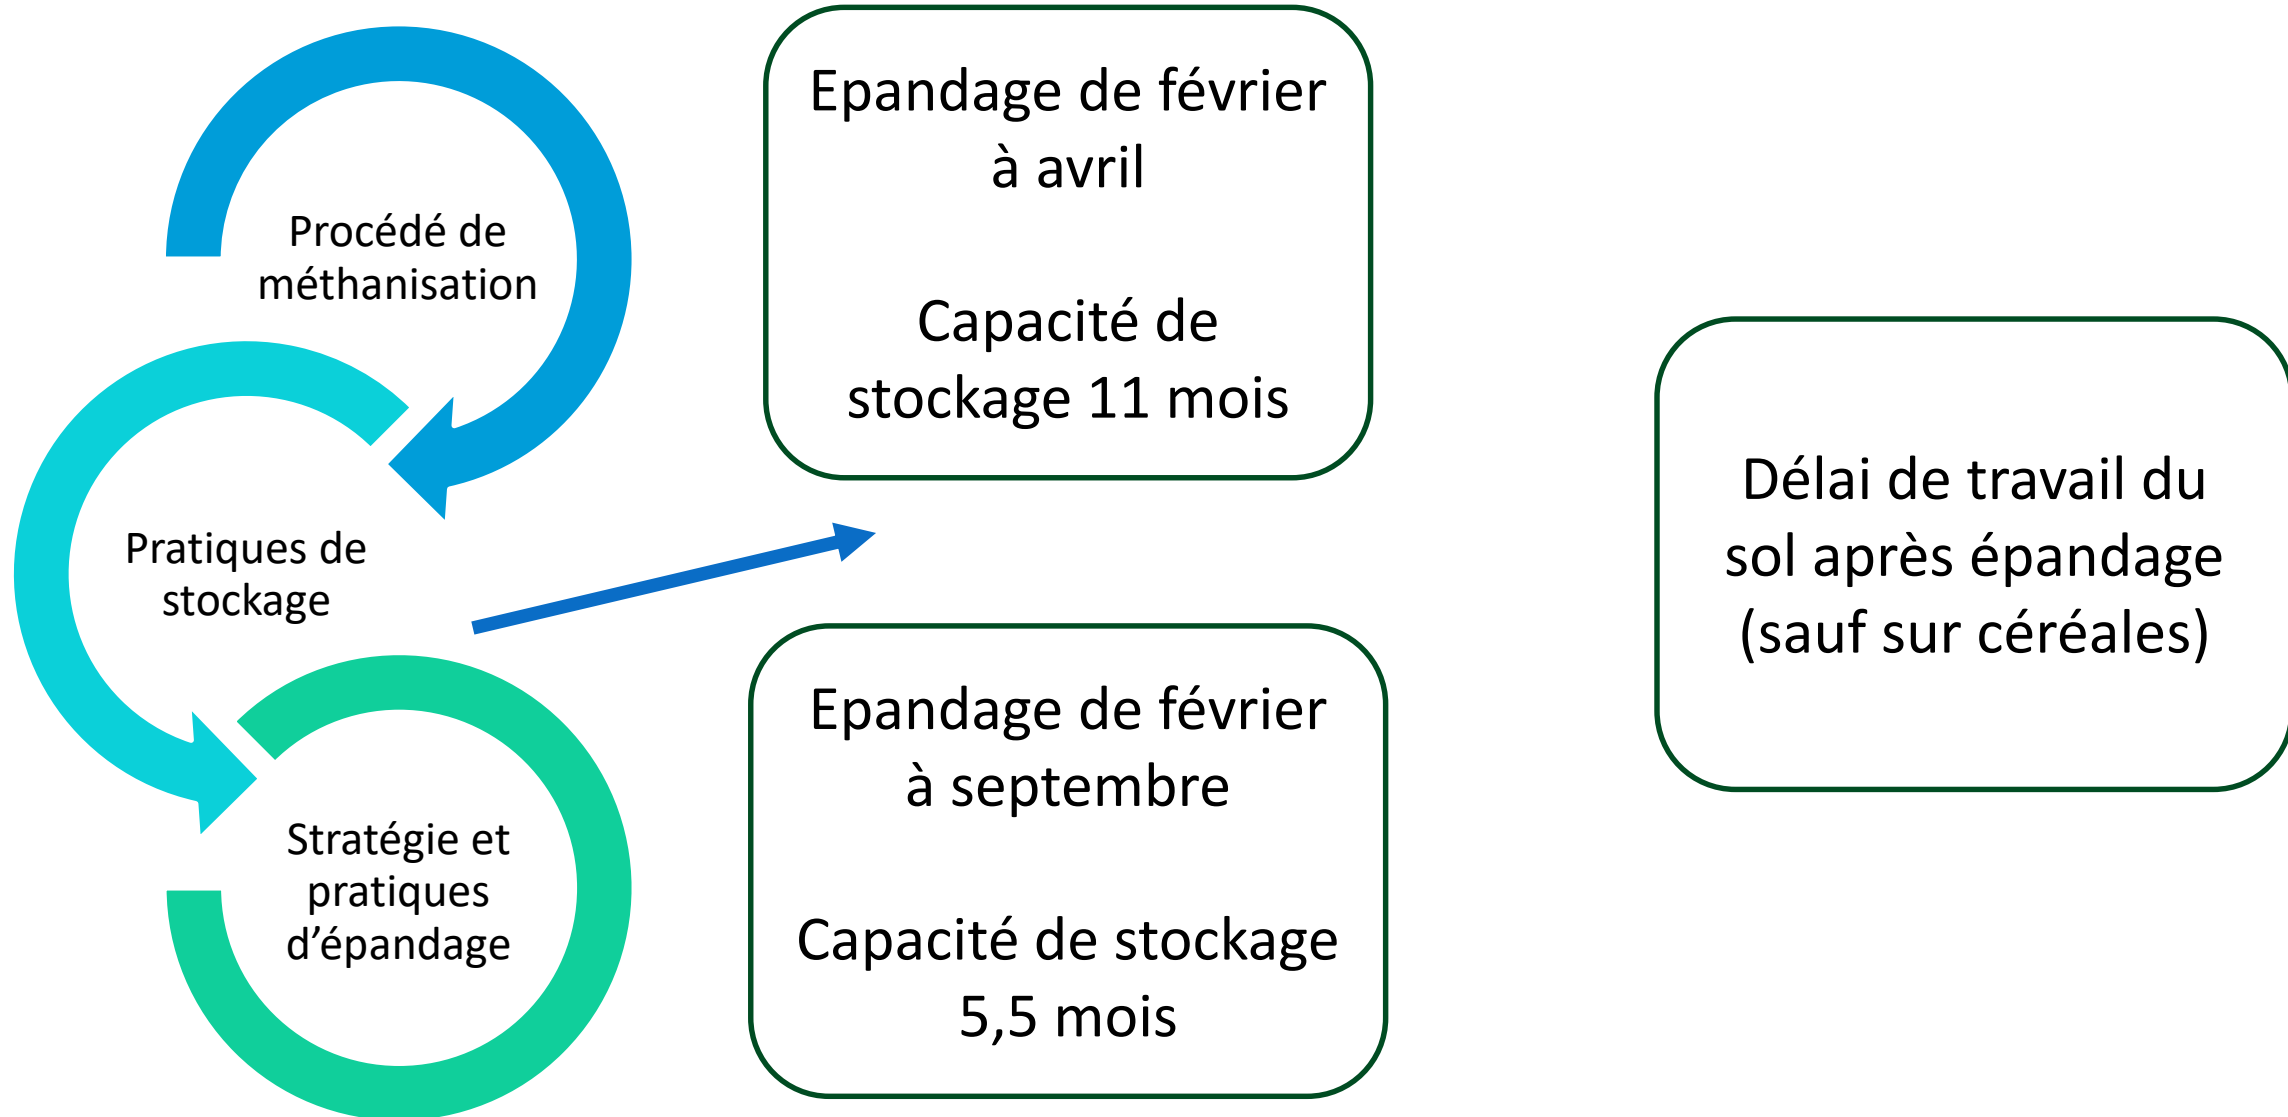 Procédé de
méthanisation
Pratiques de
stockage
Stratégie et
pratiques
d’épandage
Epandage de février
à avril
Capacité de
stockage 11 mois
Epandage de février
à septembre
Capacité de stockage
5,5 mois
Délai de travail du
sol après épandage
(sauf sur céréales)